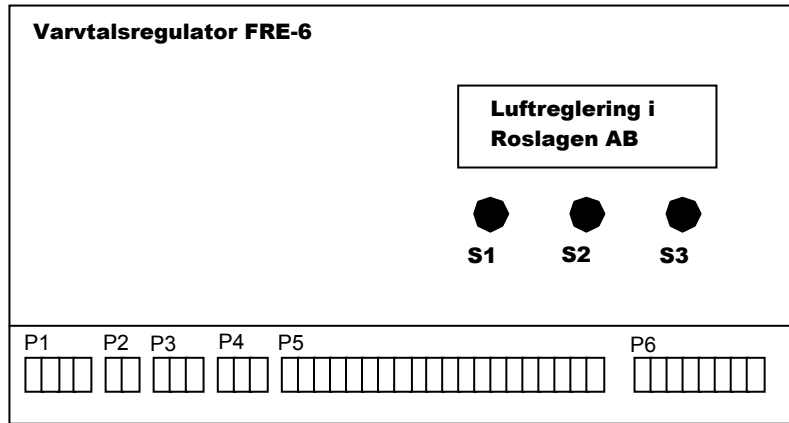 Varvtalsregulator FRE-6
Luftreglering i
Roslagen AB
S1 S2 S3
P1 P2 P3 P4 P5 P6